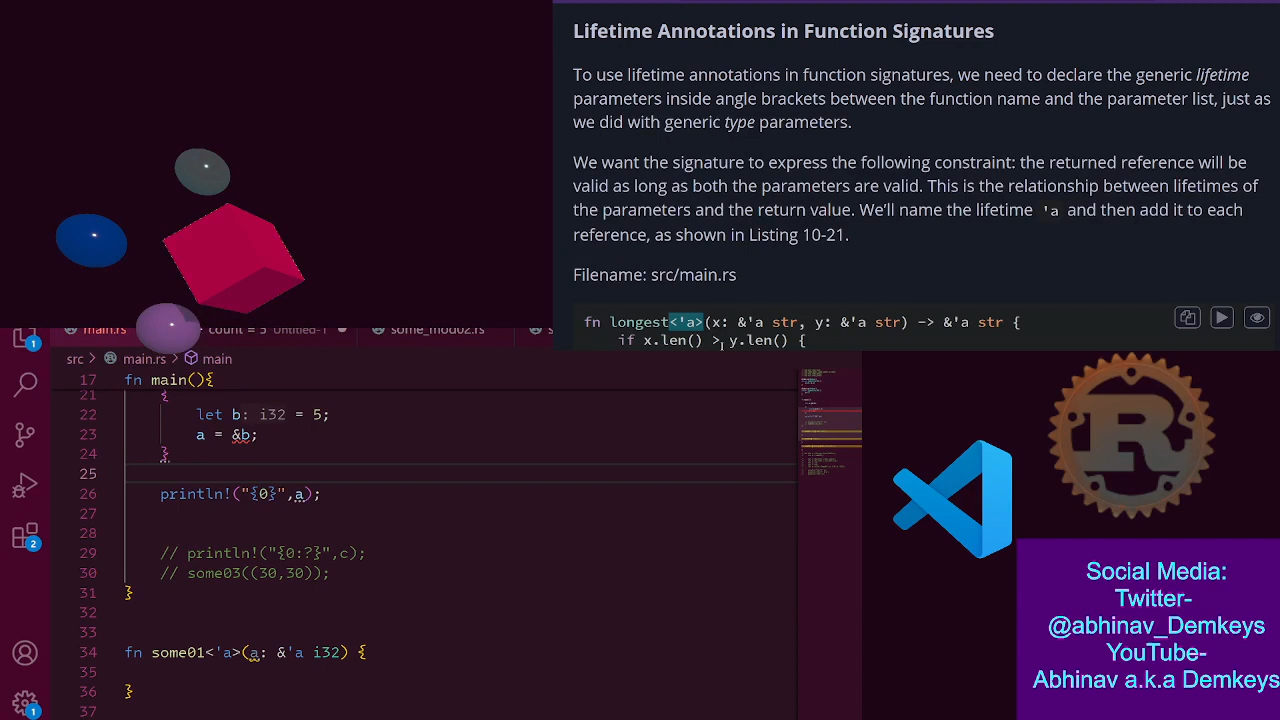 Lifetime Annotations in Function Signatures
To use lifetime annotations in function signatures, we need to declare the generic lifetime
parameters inside angle brackets between the function name and the parameter list, just as
we did with generic type parameters.
We want the signature to express the following constraint: the returned reference will be
valid as long as both the parameters are valid. This is the relationship between lifetimes of
the parameters and the return value. We’ll name the lifetime 'a and then add it to each
reference, as shown in Listing 10-21.
Filename: src/main.rs
fn longest<'a>(x: &'a str, y: &'a str) -> &'a str {
if x.len() > y.len() {
main.rs
count = 5 Untitled-1
some_mod02.rs
src > main.rs > main
17 fn main(){
21 {
22 let b: i32 = 5;
23 a = &b;
24 }
25
26 println!("{0}",a);
27
28
29 // println!("{0:?}",c);
30 // some03((30,30));
31 }
32
33
34 fn some01<'a>(a: &'a i32) {
35
36 }
37
1
2
1
R
Social Media:
Twitter-
@abhinav_Demkeys
YouTube-
Abhinav a.k.a Demkeys